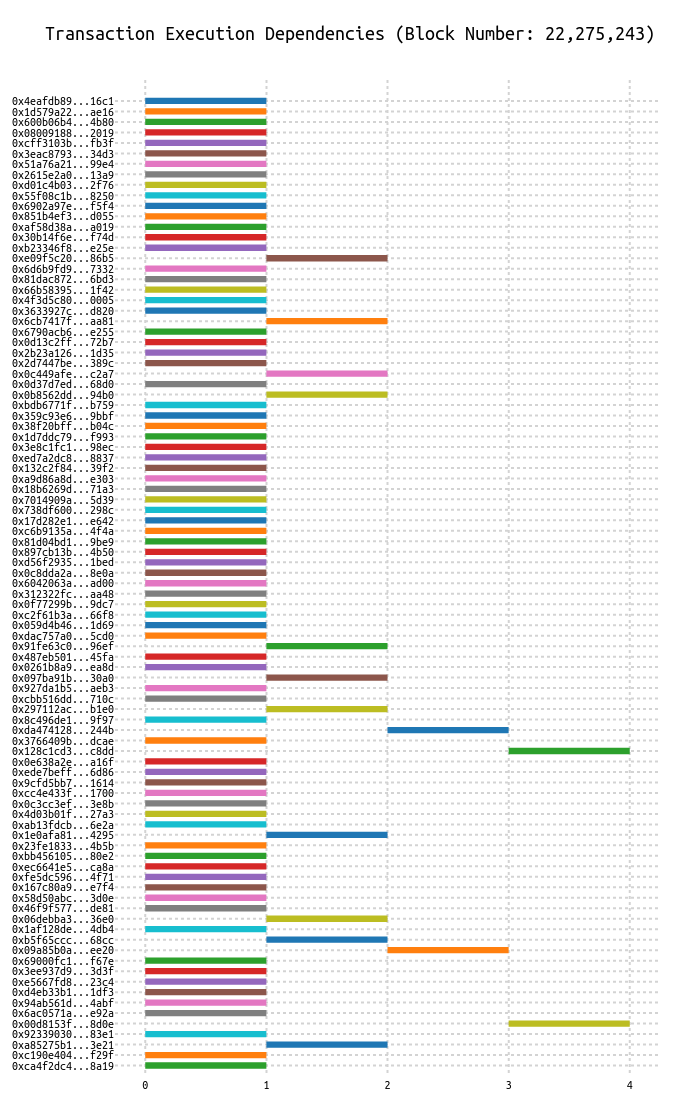 Transaction Execution Dependencies (Block Number: 22,275,243)
0x4eafdb89...16c1
0x1d579a22...ae16
0x600b06b4...4b80
0x08009188...2019
0xcff3103b...fb3f
0x3eac8793...34d3
0x51a76a21...99e4
0x2615e2a0...13a9
0xd01c4b03...2f76
0x55f08c1b...8250
0x6902a97e...f5f4
0x851b4ef3...d055
0xaf58d38a...a019
0x30b14f6e...f74d
0xb23346f8...e25e
0xe09f5c20...86b5
0x6d6b9fd9...7332
0x81dac872...6bd3
0x66b58395...1f42
0x4f3d5c80...0005
0x3633927c...d820
0x6cb7417f...aa81
0x6790acb6...e255
0x0d13c2ff...72b7
0x2b23a126...1d35
0x2d7447be...389c
0x0c449afe...c2a7
0x0d37d7ed...68d0
0x0b8562dd...94b0
0xbdb6771f...b759
0x359c93e6...9bbf
0x38f20bff...b04c
0x1d7ddc79...f993
0x3e8c1fc1...98ec
0xed7a2dc8...8837
0x132c2f84...39f2
0xa9d86a8d...e303
0x18b6269d...71a3
0x7014909a...5d39
0x738df600...298c
0x17d282e1...e642
0xc6b9135a...4f4a
0x81d04bd1...9be9
0x897cb13b...4b50
0xd56f2935...1bed
0x0c8dda2a...8e0a
0x6042063a...ad00
0x312322fc...aa48
0x0f77299b...9dc7
0xc2f61b3a...66f8
0x059d4b46...1d69
0xdac757a0...5cd0
0x91fe63c0...96ef
0x487eb501...45fa
0x0261b8a9...ea8d
0x097ba91b...30a0
0x927da1b5...aeb3
0xcbb516dd...710c
0x297112ac...b1e0
0x8c496de1...9f97
0xda474128...244b
0x3766409b...dcae
0x128c1cd3...c8dd
0x0e638a2e...a16f
0xede7beff...6d86
0x9cfd5bb7...1614
0xcc4e433f...1700
0x0c3cc3ef...3e8b
0x4d03b01f...27a3
0xab13fdcb...6e2a
0x1e0afa81...4295
0x23fe1833...4b5b
0xbb456105...80e2
0xec6641e5...ca8a
0xfe5dc596...4f71
0x167c80a9...e7f4
0x58d50abc...3d0e
0x46f9f577...de81
0x06debba3...36e0
0x1af128de...4db4
0xb5f65ccc...68cc
0x09a85b0a...ee20
0x69000fc1...f67e
0x3ee937d9...3d3f
0xe5667fd8...23c4
0xd4eb33b1...1df3
0x94ab561d...4abf
0x6ac0571a...e92a
0x00d8153f...8d0e
0x92339030...83e1
0xa85275b1...3e21
0xc190e404...f29f
0xca4f2dc4...8a19
0 1 2 3 4